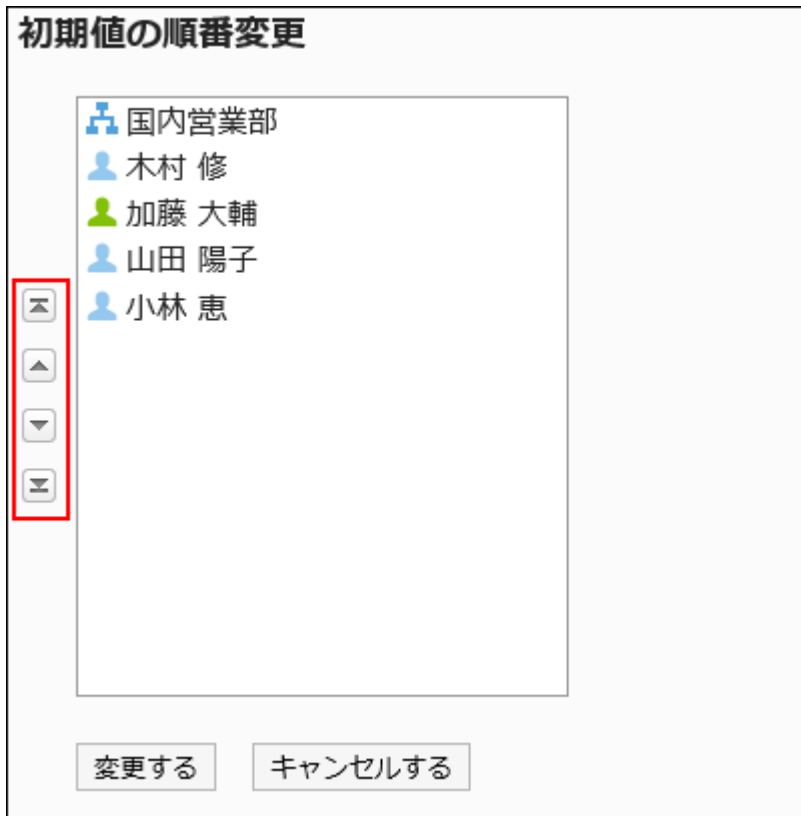 初期値の順番変更
国内営業部
木村 修
加藤 大輔
山田 陽子
小林 恵
変更する
キャンセルする